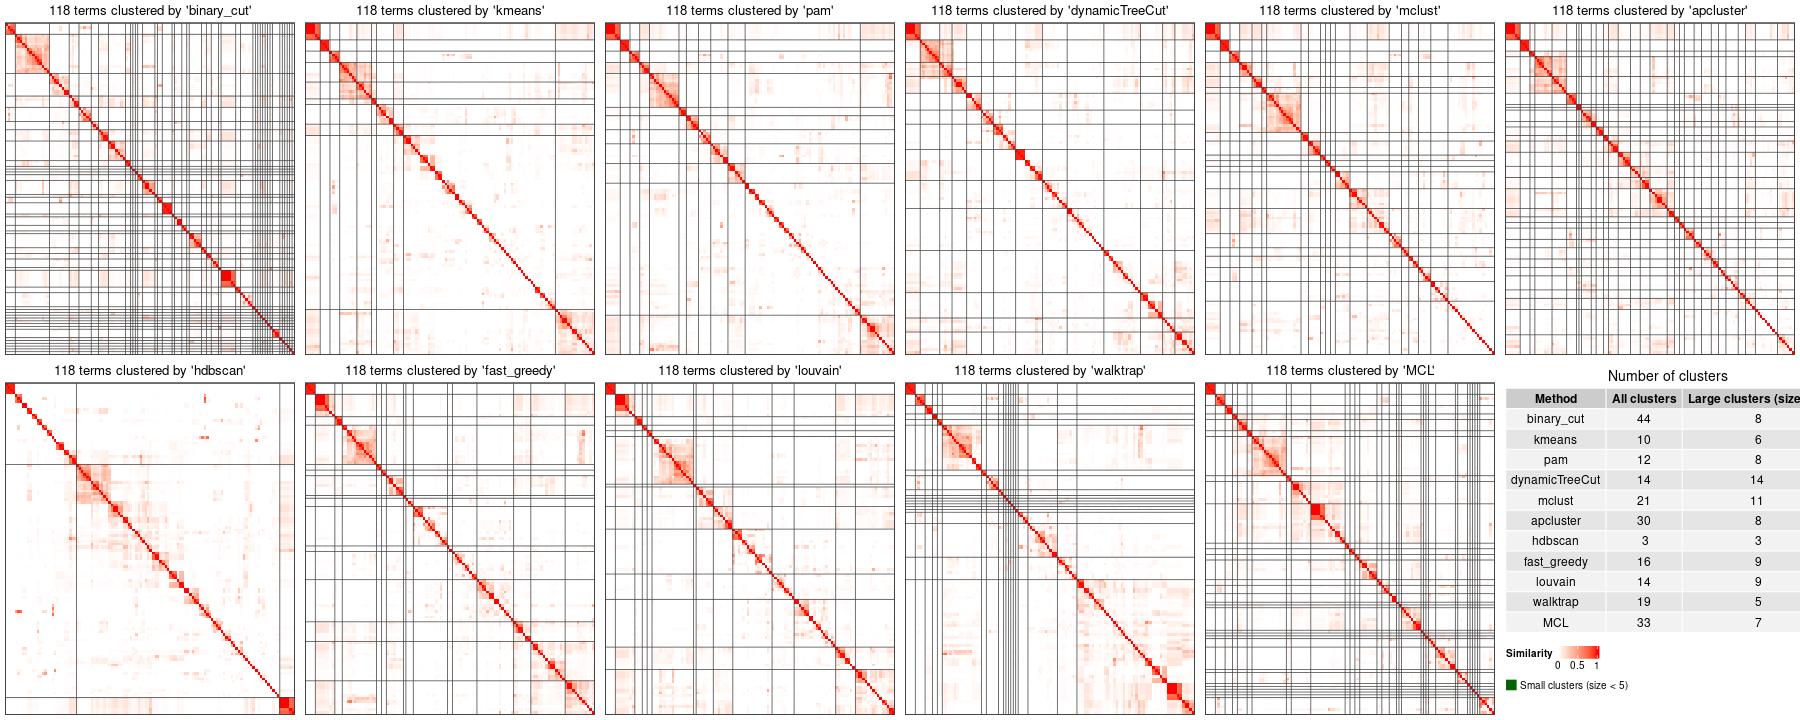 118 terms clustered by 'binary_cut'
118 terms clustered by 'kmeans'
118 terms clustered by 'pam'
118 terms clustered by 'dynamicTreeCut'
118 terms clustered by 'mclust'
118 terms clustered by 'apcluster'
118 terms clustered by 'hdbscan'
118 terms clustered by 'fast_greedy'
118 terms clustered by 'louvain'
118 terms clustered by 'walktrap'
118 terms clustered by 'MCL'
Number of clusters
Method All clusters Large clusters (size
binary_cut 44 8
kmeans 10 6
pam 12 8
dynamicTreeCut 14 14
mclust 21 11
apcluster 30 8
hdbscan 3 3
fast_greedy 16 9
louvain 14 9
walktrap 19 5
MCL 33 7
Similarity
0 0.5 1
Small clusters (size < 5)